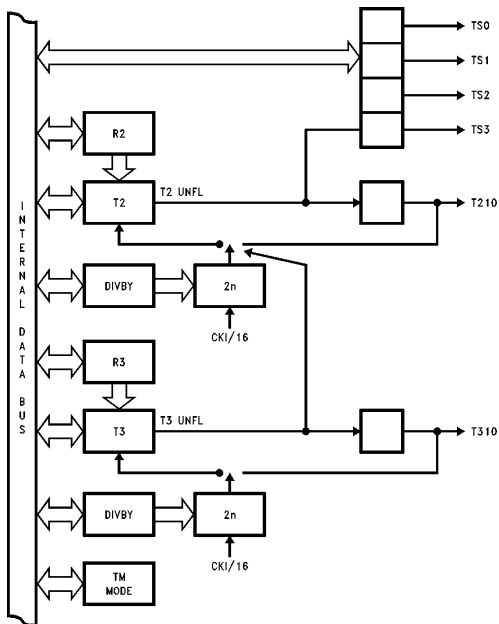 TS0
TS1
TS2
TS3
R2
T2
T2 UNFL
T210
DIVBY
2n
CKI/16
INTERNAL DATA BUS
R3
T3
T3 UNFL
T310
DIVBY
2n
CKI/16
TM
MODE